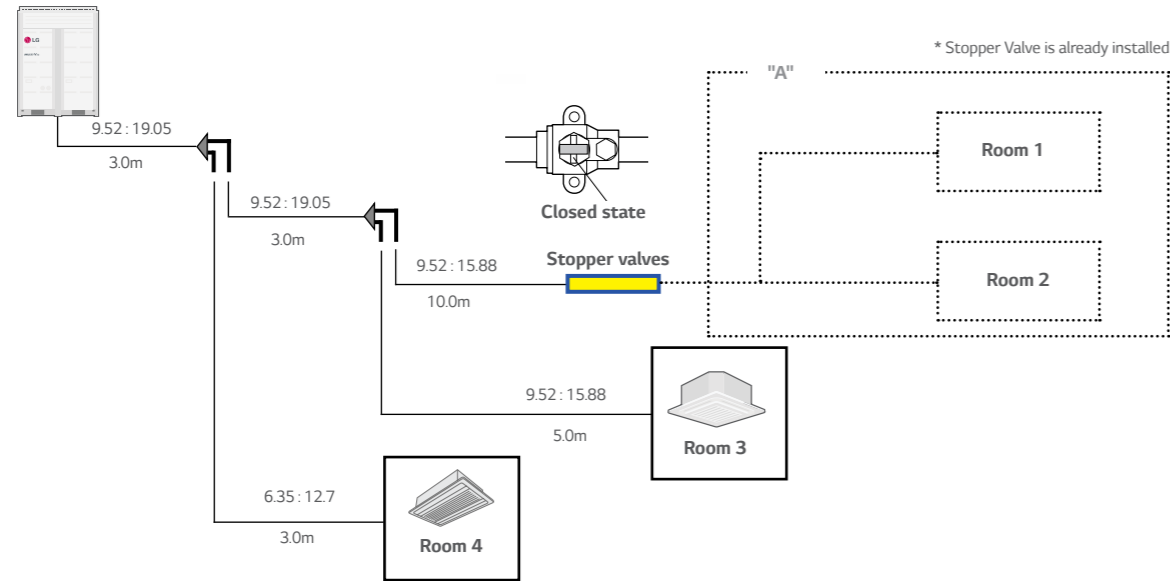 LG
* Stopper Valve is already installed
"A"
9.52 : 19.05
3.0m
Room 1
Closed state
9.52 : 19.05
3.0m
Stopper valves
9.52 : 15.88
10.0m
Room 2
9.52 : 15.88
5.0m
Room 3
6.35 : 12.7
3.0m
Room 4